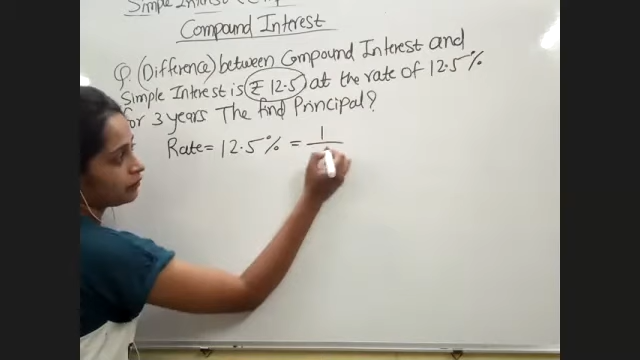 Simple Interest &
Compound Interest
Q. (Difference) between Compound Interest and
Simple Interest is ₹ 12.5 at the rate of 12.5%
for 3 years The find Principal?
Rate = 12.5% = 1